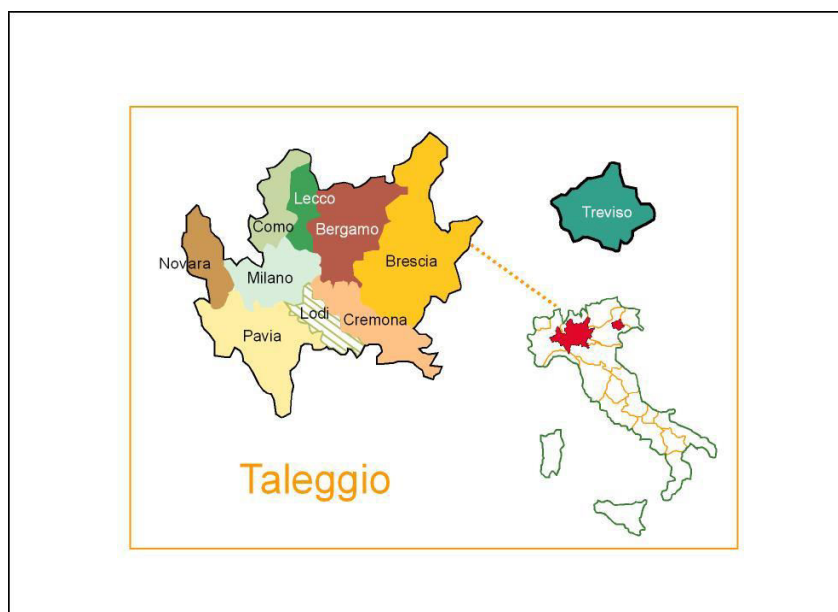 Lecco
Treviso
Como
Bergamo
Novara
Milano
Brescia
Lodi
Cremona
Pavia
Taleggio